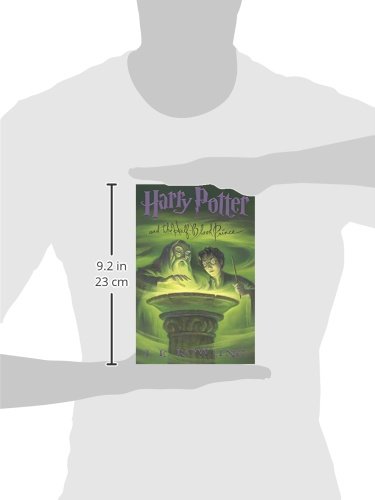 Harry Potter
and the Half-Blood Prince
9.2 in
23 cm
J. K. ROWLING